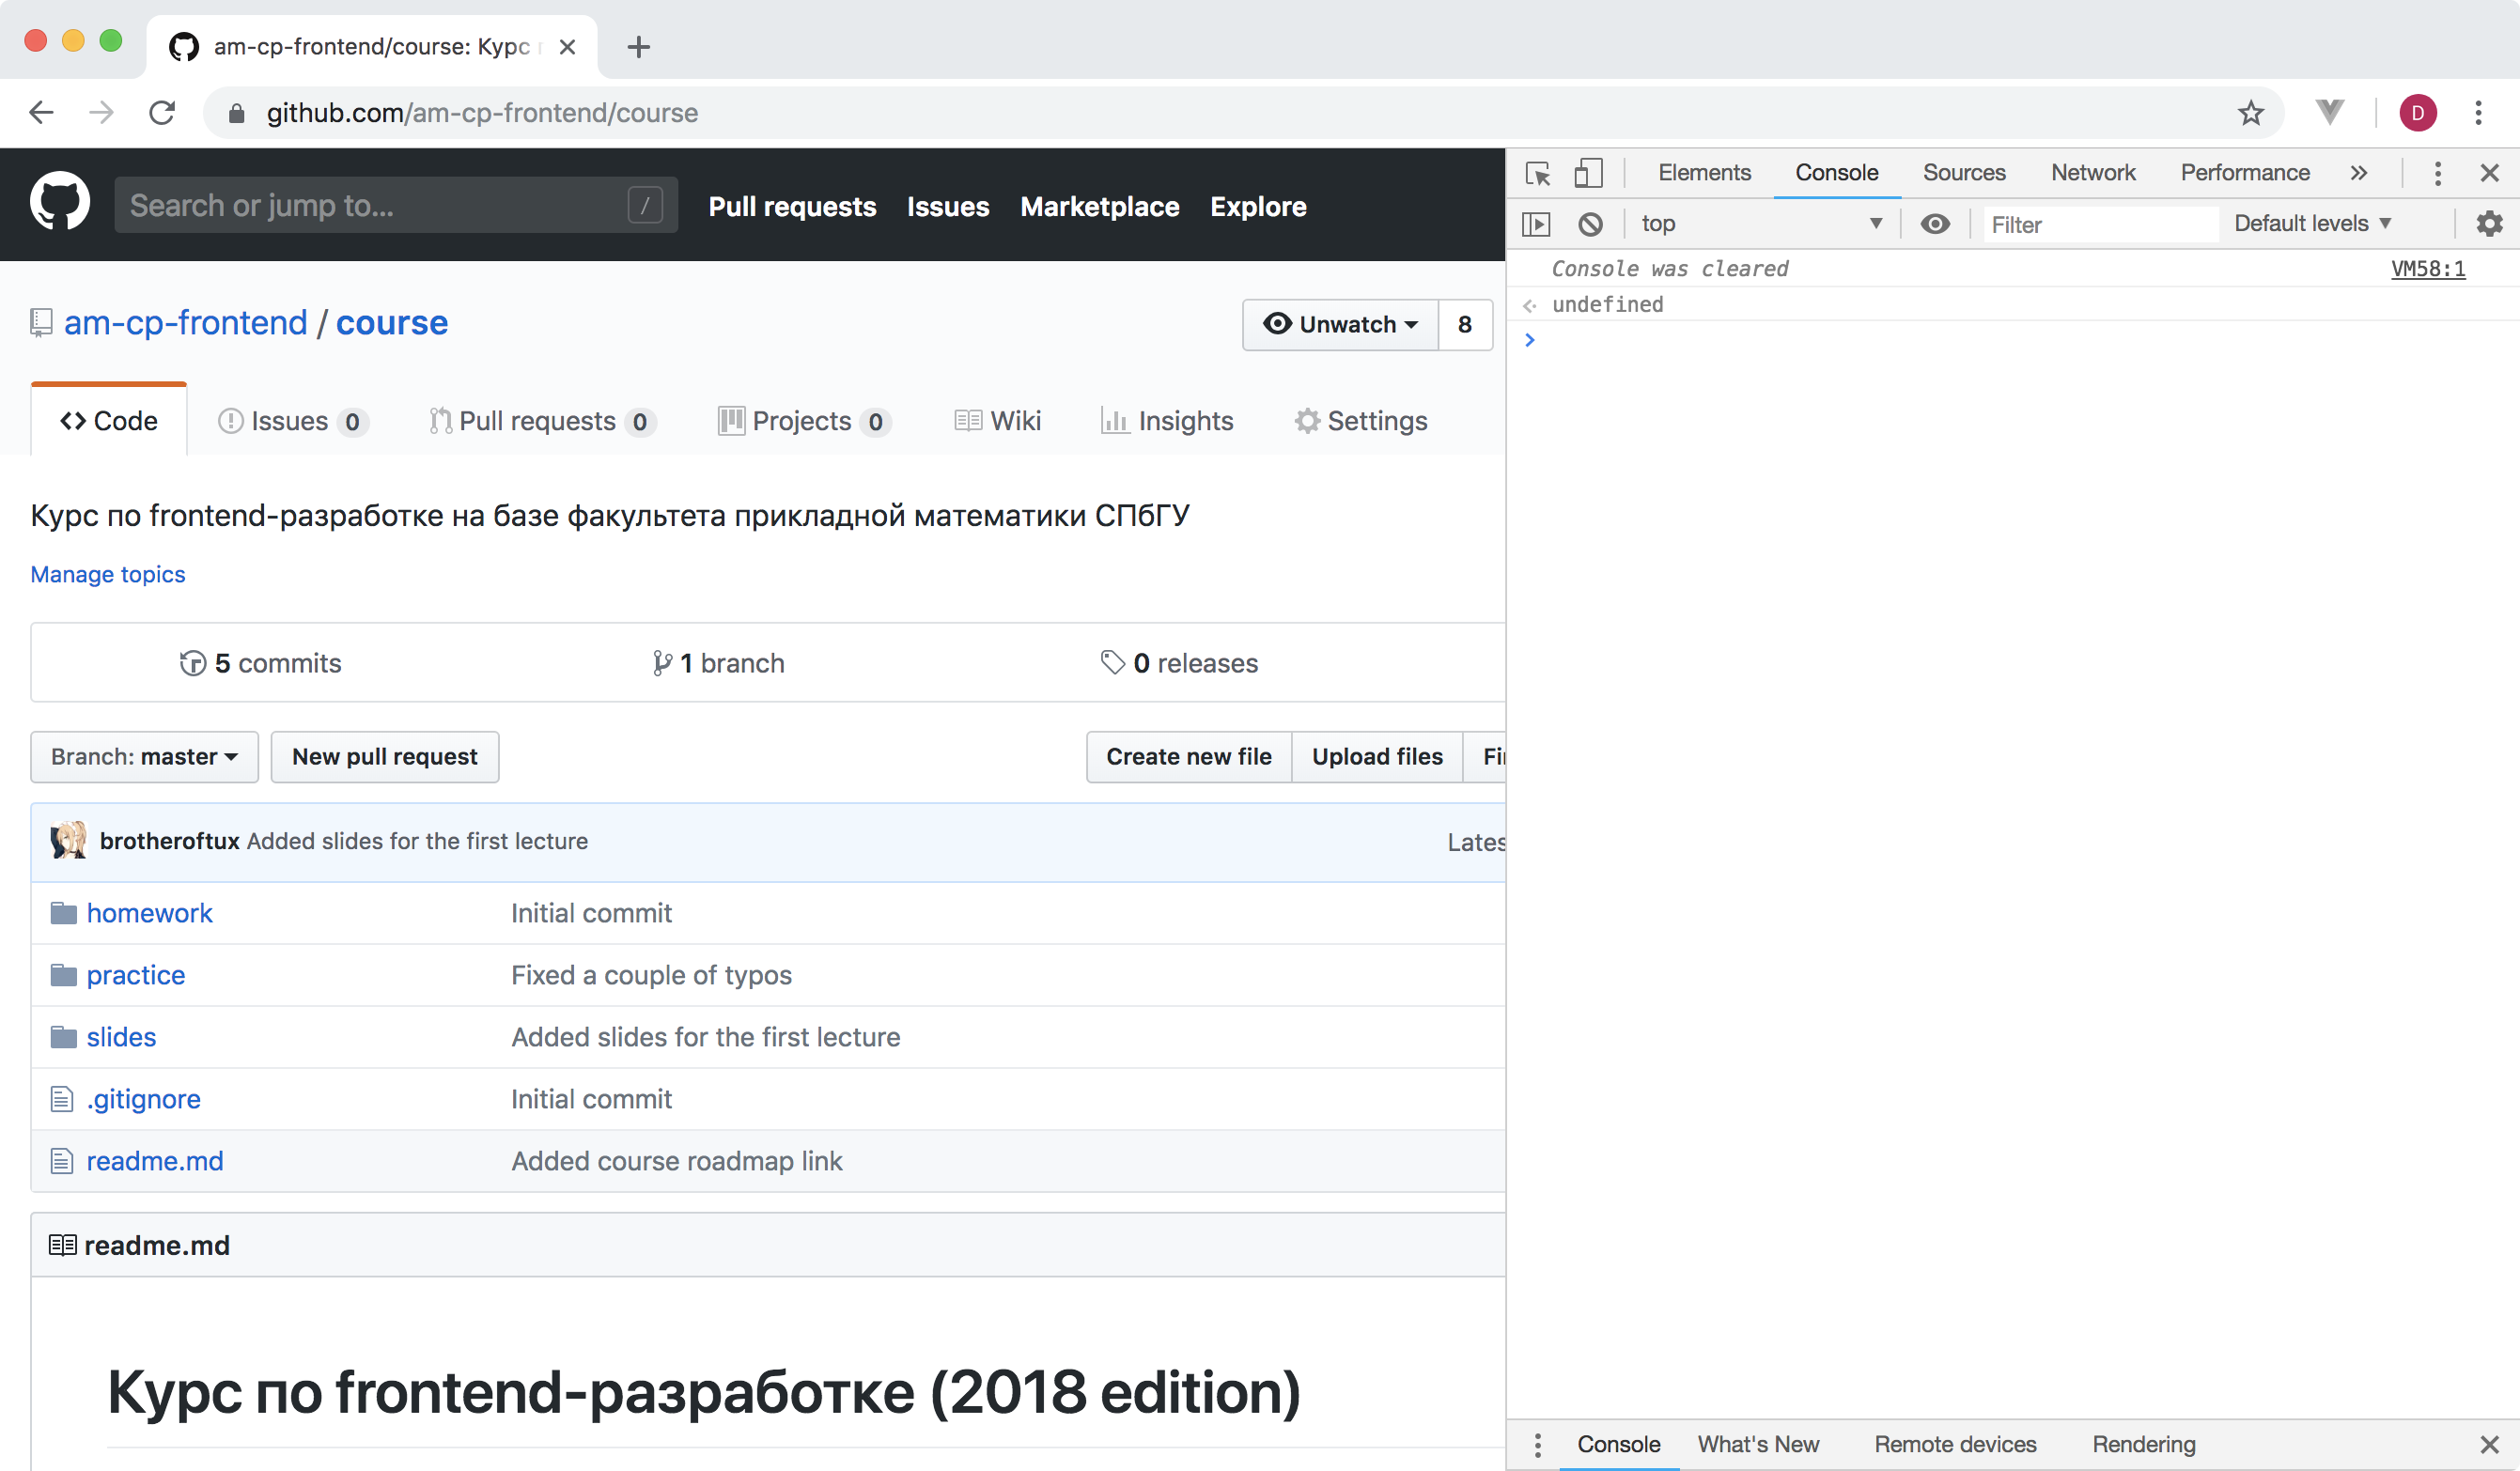 am-cp-frontend/course: Курс
github.com/am-cp-frontend/course
D
Search or jump to...
/
Pull requests
Issues
Marketplace
Explore
am-cp-frontend / course
Unwatch
8
Code
Issues 0
Pull requests 0
Projects 0
Wiki
Insights
Settings
Курс по frontend-разработке на базе факультета прикладной математики СПбГУ
Manage topics
5 commits
1 branch
0 releases
Branch: master
New pull request
Create new file
Upload files
Fi
brotheroftux Added slides for the first lecture
Lates
homework
Initial commit
practice
Fixed a couple of typos
slides
Added slides for the first lecture
.gitignore
Initial commit
readme.md
Added course roadmap link
readme.md
Курс по frontend-разработке (2018 edition)
Elements
Console
Sources
Network
Performance
»
top
Filter
Default levels
Console was cleared
VM58:1
undefined
Console
What's New
Remote devices
Rendering